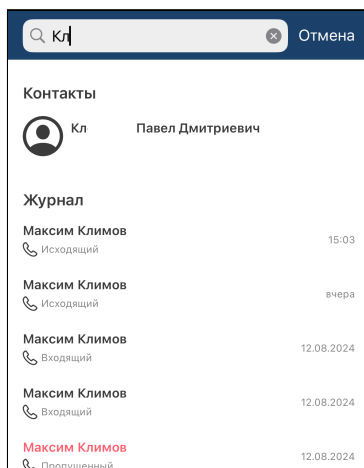 Кл Отмена
Контакты
Кл Павел Дмитриевич
Журнал
Максим Климов
Исходящий 15:03
Максим Климов
Исходящий вчера
Максим Климов
Входящий 12.08.2024
Максим Климов
Входящий 12.08.2024
Максим Климов
Пропущенный 12.08.2024